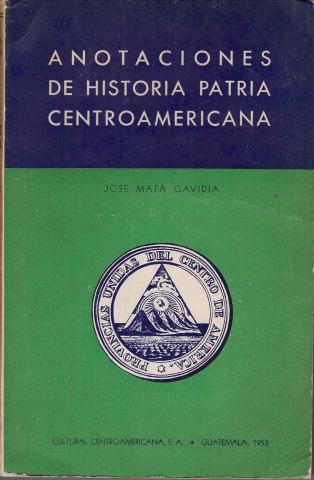 ANOTACIONES
DE HISTORIA PATRIA
CENTROAMERICANA
JOSE MATA GAVIDIA
PROVINCIAS UNIDAS DEL CENTRO DE AMERICA.
CULTURAL CENTROAMERICANA, S. A. • GUATEMALA, 1953